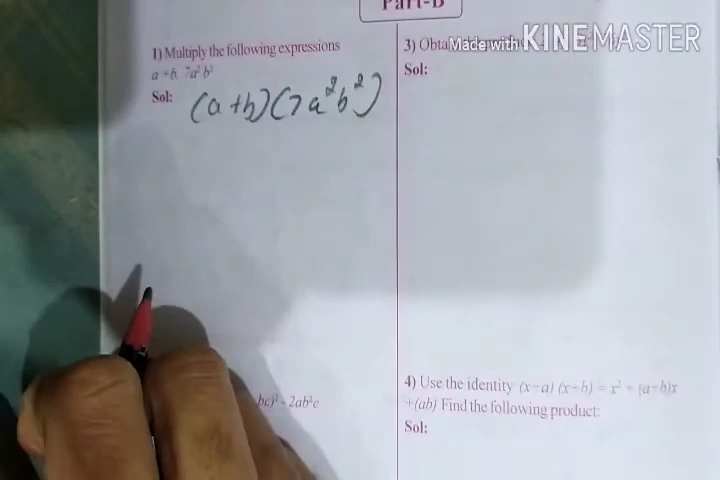 Part-B
1) Multiply the following expressions
a+b, 7a²b²
Sol: (a+b)(7a²b²)
bc)² - 2ab²c
3) Obta
Made with KINEMASTER
Sol:
4) Use the identity (x+a) (x+b) = x² + (a+b)x
+(ab) Find the following product:
Sol: